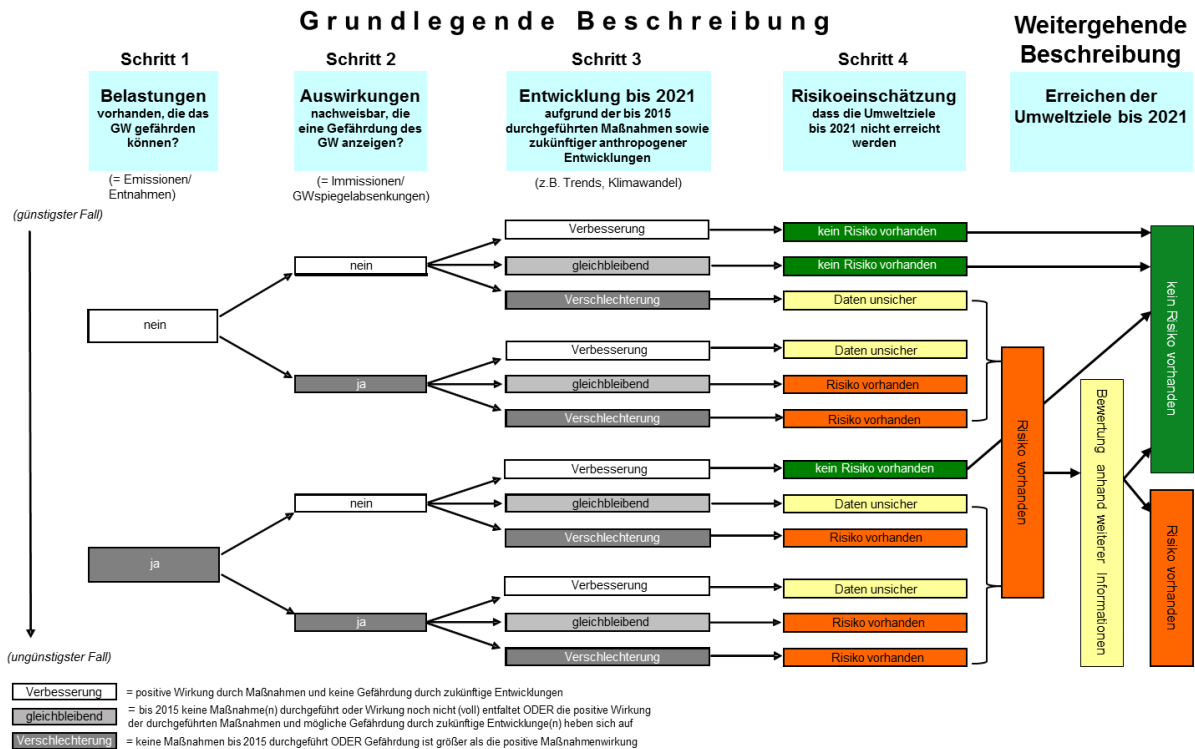 Grundlegende Beschreibung
Weitergehende
Beschreibung
Schritt 1
Schritt 2
Schritt 3
Schritt 4
Belastungen
vorhanden, die das
GW gefährden
können?
Auswirkungen
nachweisbar, die
eine Gefährdung des
GW anzeigen?
Entwicklung bis 2021
aufgrund der bis 2015
durchgeführten Maßnahmen sowie
zukünftiger anthropogener
Entwicklungen
Risikoeinschätzung
dass die Umweltziele
bis 2021 nicht erreicht
werden
Erreichen der
Umweltziele bis 2021
(= Emissionen/
Entnahmen)
(= Immissionen/
GWspiegelabsenkungen)
(z.B. Trends, Klimawandel)
(günstigster Fall)
nein
nein
Verbesserung
kein Risiko vorhanden
gleichbleibend
kein Risiko vorhanden
Verschlechterung
Daten unsicher
ja
Verbesserung
Daten unsicher
gleichbleibend
Risiko vorhanden
Verschlechterung
Risiko vorhanden
ja
nein
Verbesserung
kein Risiko vorhanden
gleichbleibend
Daten unsicher
Verschlechterung
Risiko vorhanden
ja
Verbesserung
Daten unsicher
gleichbleibend
Risiko vorhanden
Verschlechterung
Risiko vorhanden
Risiko vorhanden
Bewertung anhand weiterer Informationen
kein Risiko vorhanden
Risiko vorhanden
(ungünstigster Fall)
Verbesserung
= positive Wirkung durch Maßnahmen und keine Gefährdung durch zukünftige Entwicklungen
gleichbleibend
= bis 2015 keine Maßnahme(n) durchgeführt oder Wirkung noch nicht (voll) entfaltet ODER die positive Wirkung
der durchgeführten Maßnahmen und mögliche Gefährdung durch zukünftige Entwicklunge(n) heben sich auf
Verschlechterung
= keine Maßnahmen bis 2015 durchgeführt ODER Gefährdung ist größer als die positive Maßnahmenwirkung